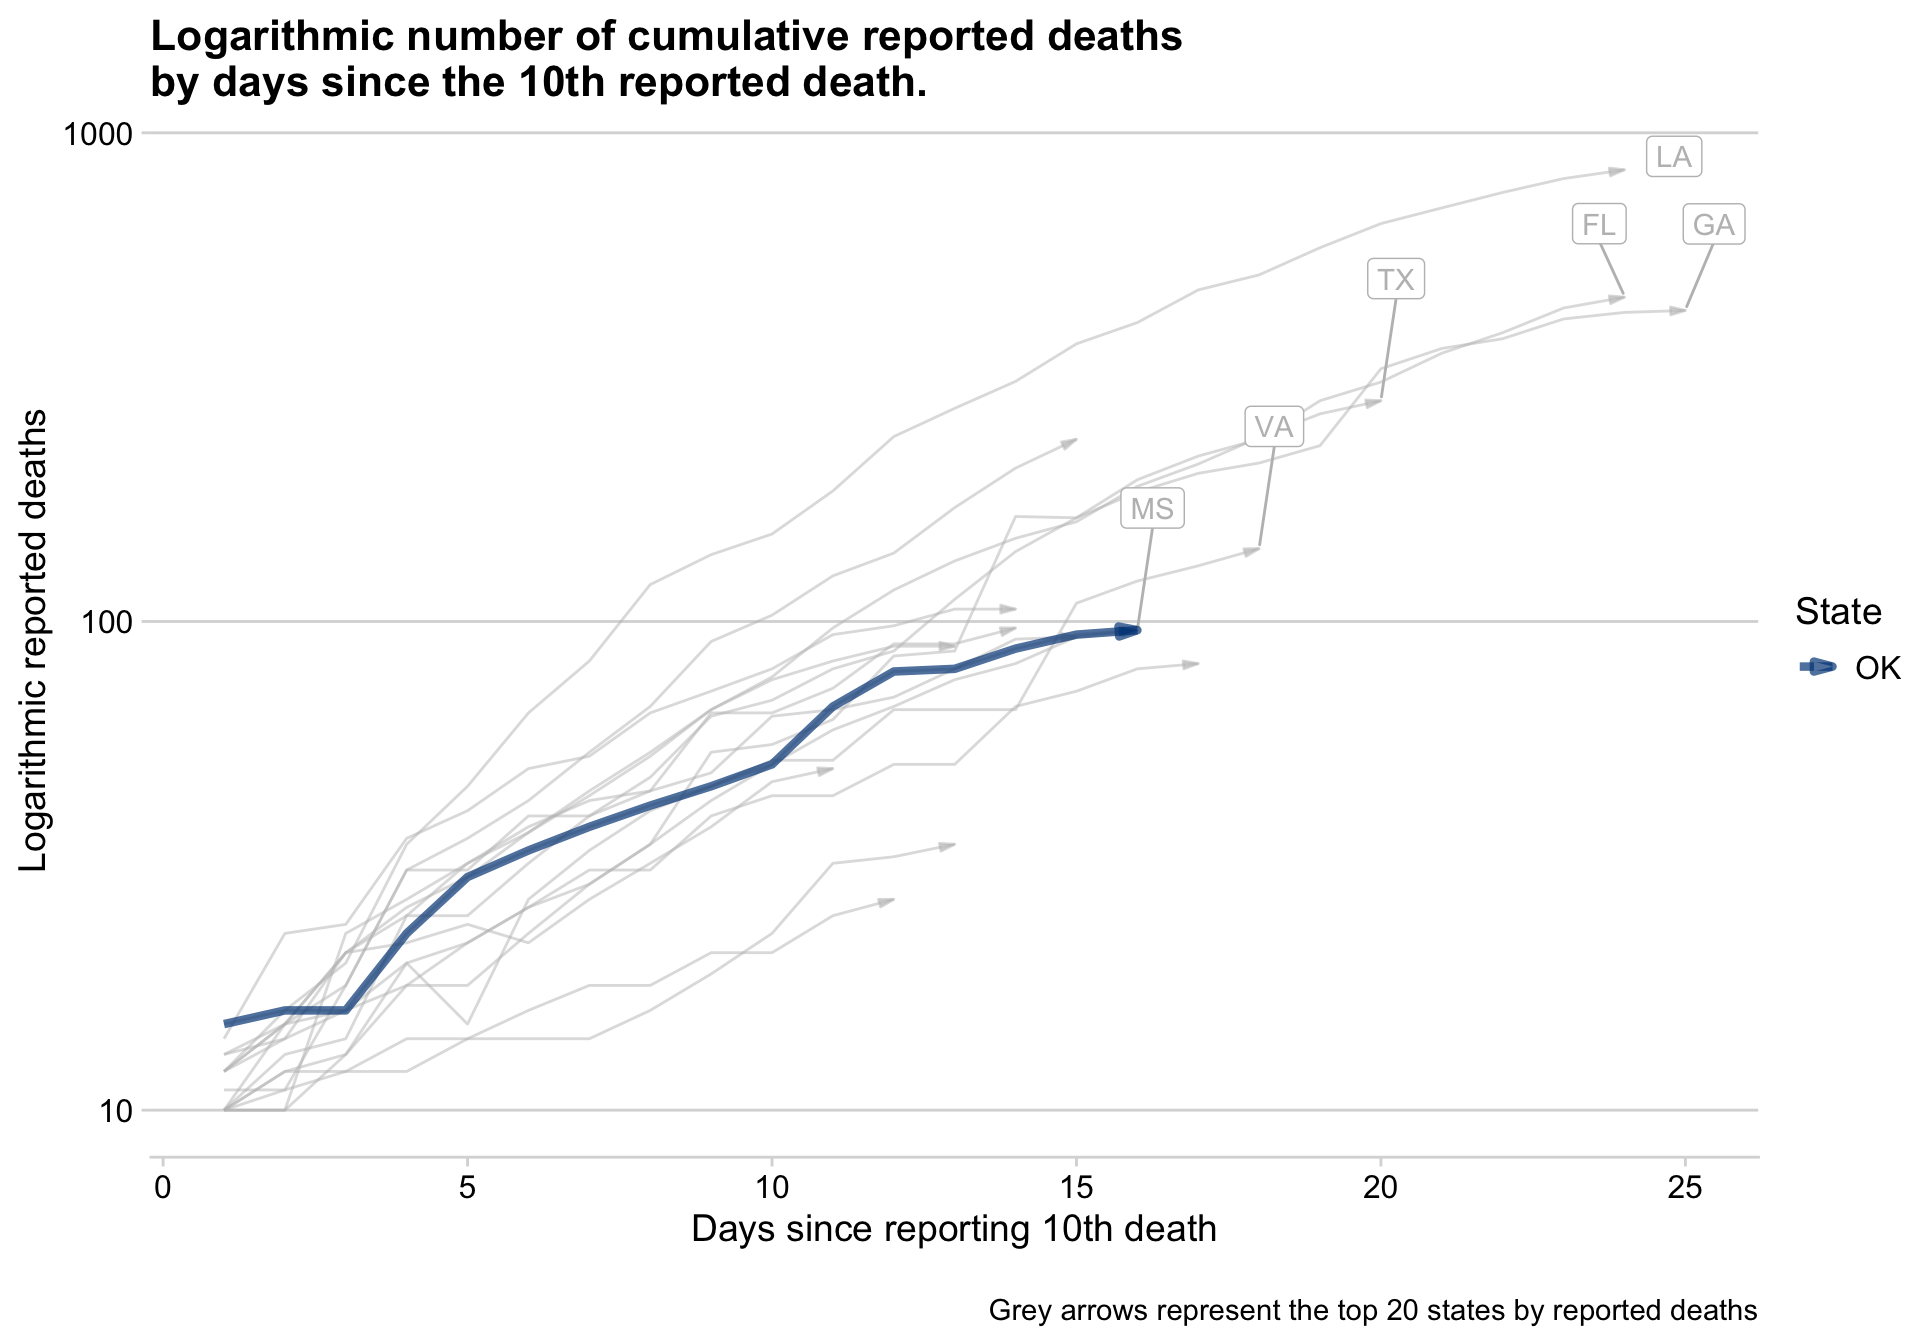 Logarithmic number of cumulative reported deaths
by days since the 10th reported death.
1000
LA
FL
GA
TX
VA
MS
100
10
Logarithmic reported deaths
State
OK
0
5
10
15
20
25
Days since reporting 10th death
Grey arrows represent the top 20 states by reported deaths